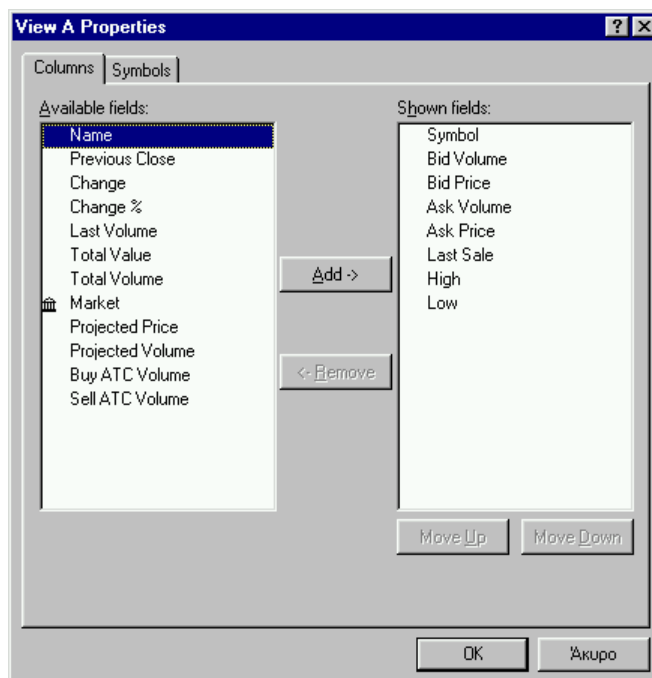 View A Properties
Columns
Symbols
Available fields:
Name
Previous Close
Change
Change %
Last Volume
Total Value
Total Volume
Market
Projected Price
Projected Volume
Buy ATC Volume
Sell ATC Volume
Add ->
<- Remove
Shown fields:
Symbol
Bid Volume
Bid Price
Ask Volume
Ask Price
Last Sale
High
Low
Move Up
Move Down
OK
Άκυρο